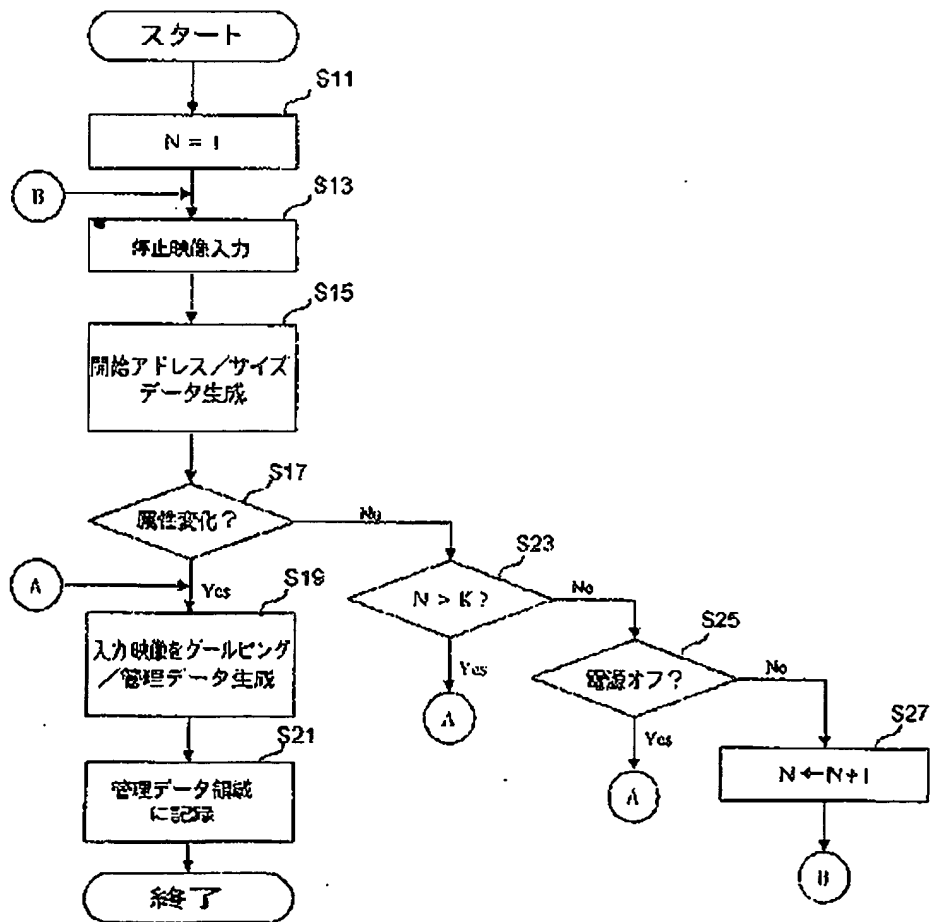 スタート
S11
N = 1
B
S13
停止映像入力
S15
開始アドレス/サイズ
データ生成
S17
属性変化?
No
Yes
A
S19
入力映像をグールピング
/管理データ生成
S21
管理データ領域
に記録
終了
S23
N > K?
No
Yes
A
S25
電源オフ?
No
Yes
A
S27
N←N+1
B